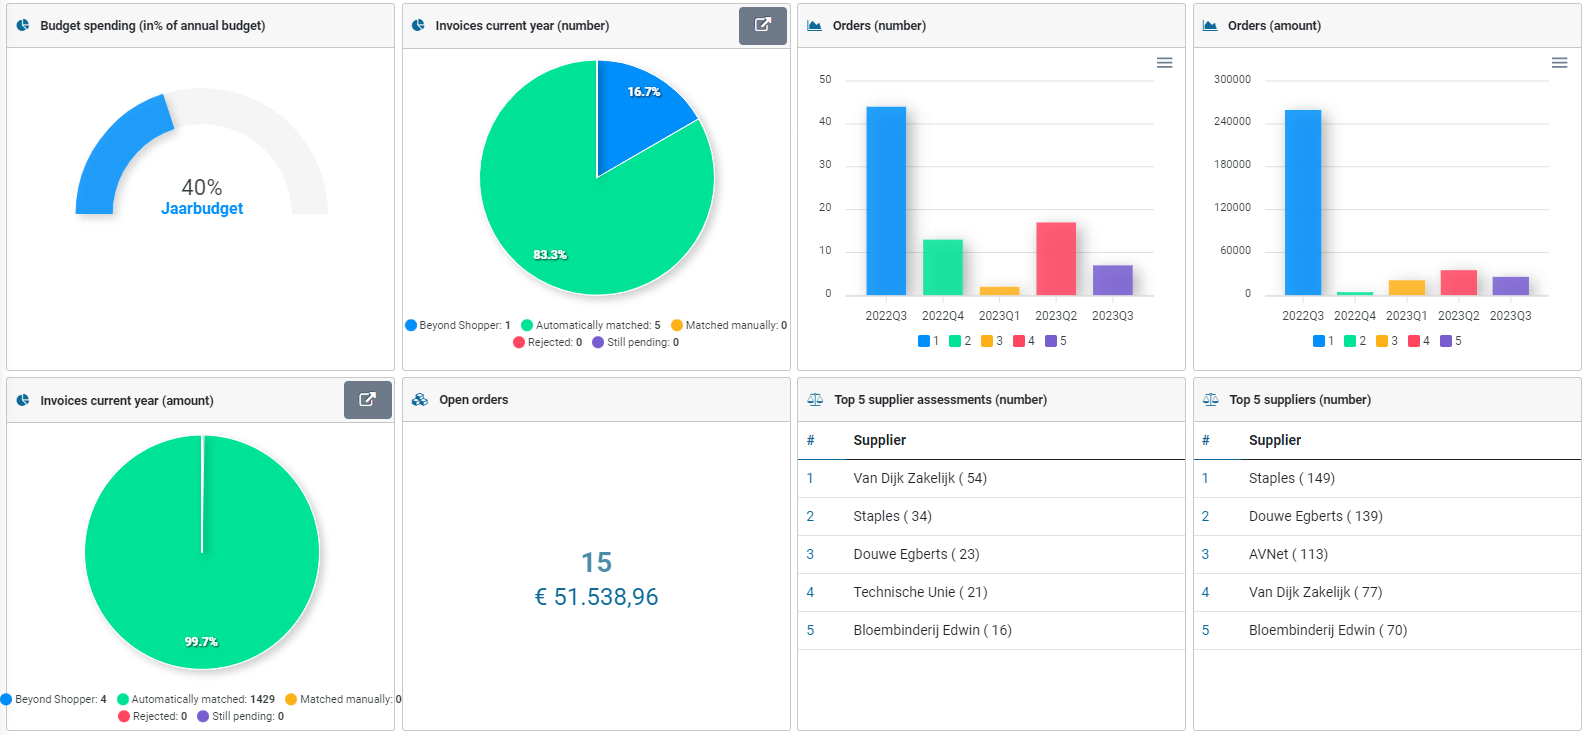 Budget spending (in% of annual budget)
40%
Jaarbudget
Invoices current year (number)
16.7%
83.3%
Beyond Shopper: 1 Automatically matched: 5 Matched manually: 0
Rejected: 0 Still pending: 0
Orders (number)
50
40
30
20
10
0
2022Q3 2022Q4 2023Q1 2023Q2 2023Q3
1 2 3 4 5
Orders (amount)
300000
240000
180000
120000
60000
0
2022Q3 2022Q4 2023Q1 2023Q2 2023Q3
1 2 3 4 5
Invoices current year (amount)
99.7%
Beyond Shopper: 4 Automatically matched: 1429 Matched manually: 0
Rejected: 0 Still pending: 0
Open orders
15
€ 51.538,96
Top 5 supplier assessments (number)
# Supplier
1 Van Dijk Zakelijk ( 54)
2 Staples ( 34)
3 Douwe Egberts ( 23)
4 Technische Unie ( 21)
5 Bloembinderij Edwin ( 16)
Top 5 suppliers (number)
# Supplier
1 Staples ( 149)
2 Douwe Egberts ( 139)
3 AVNet ( 113)
4 Van Dijk Zakelijk ( 77)
5 Bloembinderij Edwin ( 70)